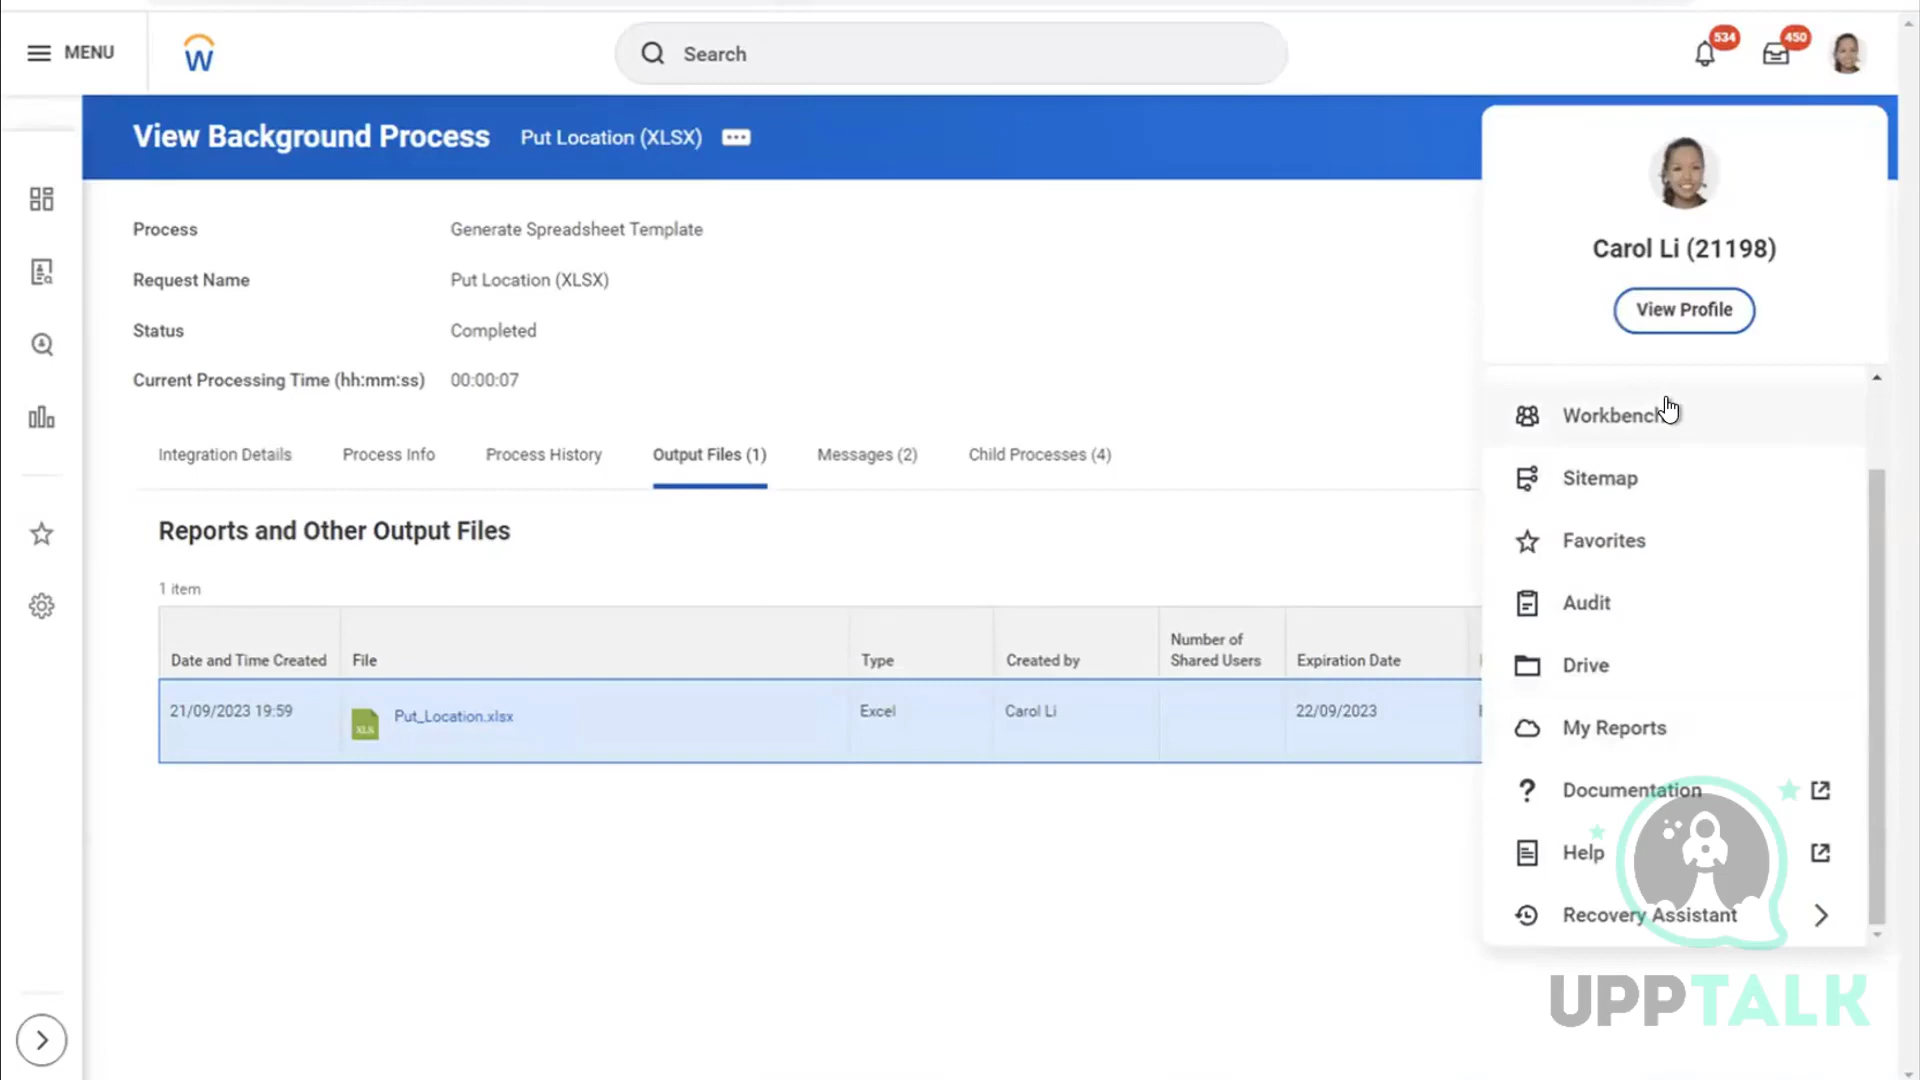 MENU
W
Search
534
450
View Background Process
Put Location (XLSX)
Process
Generate Spreadsheet Template
Request Name
Put Location (XLSX)
Status
Completed
Current Processing Time (hh:mm:ss)
00:00:07
Integration Details
Process Info
Process History
Output Files (1)
Messages (2)
Child Processes (4)
Reports and Other Output Files
1 item
Date and Time Created
File
Type
Created by
Number of
Shared Users
Expiration Date
21/09/2023 19:59
XLS
Put_Location.xlsx
Excel
Carol Li
22/09/2023
Carol Li (21198)
View Profile
Workbench
Sitemap
Favorites
Audit
Drive
My Reports
Documentation
Help
Recovery Assistant
UPPTALK